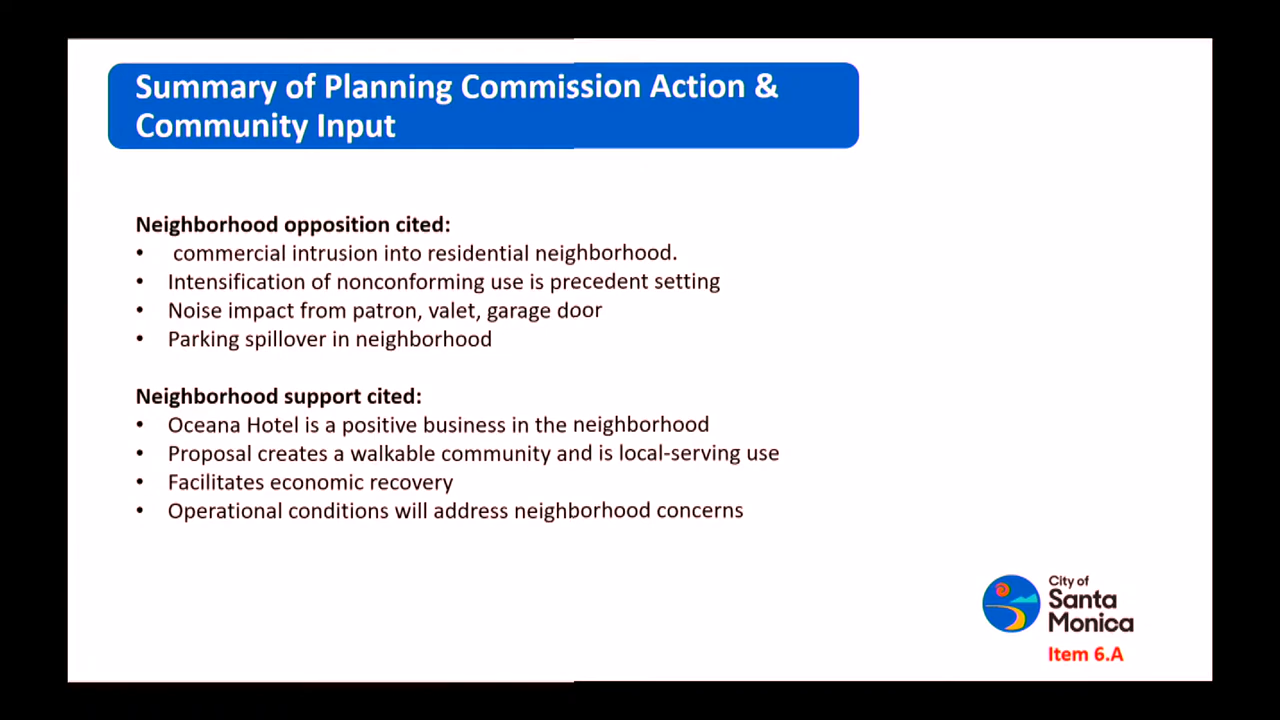 Summary of Planning Commission Action &
Community Input
Neighborhood opposition cited:
• commercial intrusion into residential neighborhood.
• Intensification of nonconforming use is precedent setting
• Noise impact from patron, valet, garage door
• Parking spillover in neighborhood
Neighborhood support cited:
• Oceana Hotel is a positive business in the neighborhood
• Proposal creates a walkable community and is local-serving use
• Facilitates economic recovery
• Operational conditions will address neighborhood concerns
City of
Santa
Monica
Item 6.A